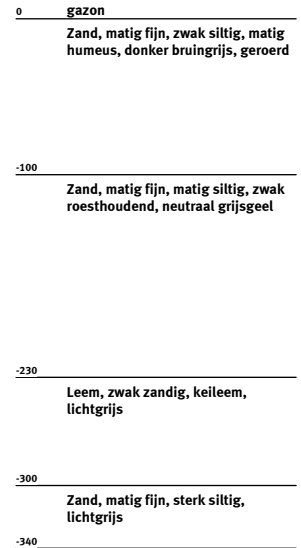 0 gazon
Zand, matig fijn, zwak siltig, matig
humeus, donker bruingrijs, geroerd
-100
Zand, matig fijn, matig siltig, zwak
roesthoudend, neutraal grijsgeel
-230
Leem, zwak zandig, keileem,
lichtgrijs
-300
Zand, matig fijn, sterk siltig,
lichtgrijs
-340